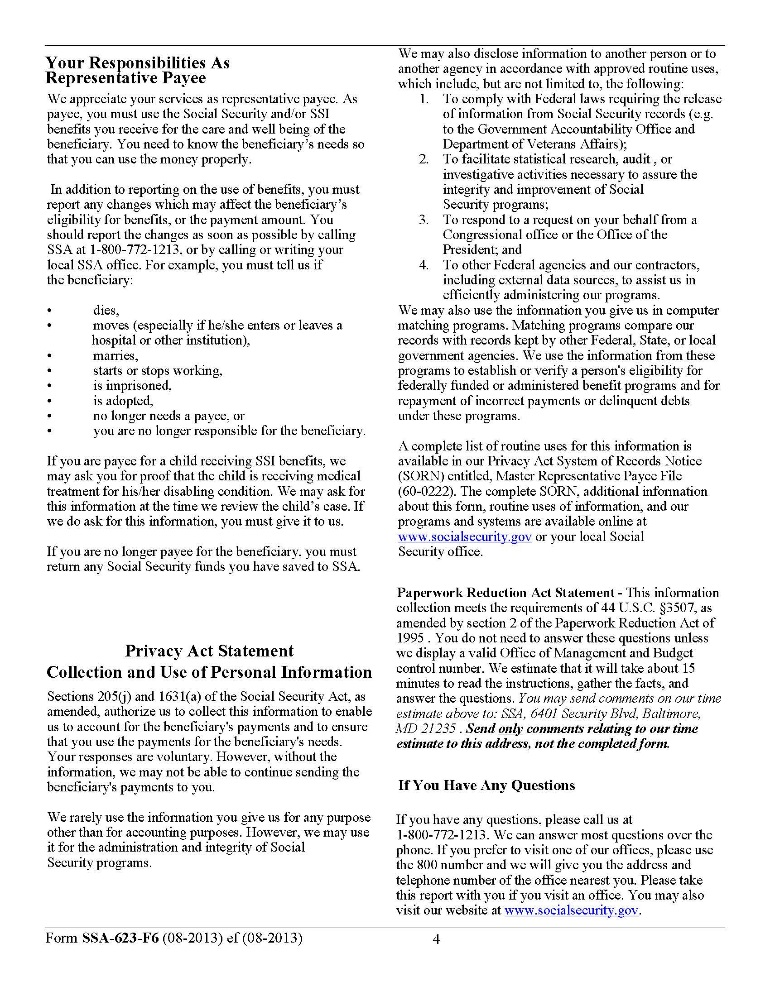 Your Responsibilities As
Representative Payee
We appreciate your services as representative payee. As
payee, you must use the Social Security and/or SSI
benefits you receive for the care and well being of the
beneficiary. You need to know the beneficiary's needs so
that you can use the money properly.
In addition to reporting on the use of benefits, you must
report any changes which may affect the beneficiary's
eligibility for benefits, or the payment amount. You
should report the changes as soon as possible by calling
SSA at 1-800-772-1213, or by calling or writing your
local SSA office. For example, you must tell us if
the beneficiary:
• dies,
• moves (especially if he/she enters or leaves a
hospital or other institution),
• marries,
• starts or stops working,
• is imprisoned,
• is adopted,
• no longer needs a payee, or
• you are no longer responsible for the beneficiary.
If you are payee for a child receiving SSI benefits, we
may ask you for proof that the child is receiving medical
treatment for his/her disabling condition. We may ask for
this information at the time we review the child's case. If
we do ask for this information, you must give it to us.
If you are no longer payee for the beneficiary, you must
return any Social Security funds you have saved to SSA.
Privacy Act Statement
Collection and Use of Personal Information
Sections 205(j) and 1631(a) of the Social Security Act, as
amended, authorize us to collect this information to enable
us to account for the beneficiary's payments and to ensure
that you use the payments for the beneficiary's needs.
Your responses are voluntary. However, without the
information, we may not be able to continue sending the
beneficiary's payments to you.
We rarely use the information you give us for any purpose
other than for accounting purposes. However, we may use
it for the administration and integrity of Social
Security programs.
We may also disclose information to another person or to
another agency in accordance with approved routine uses,
which include, but are not limited to, the following:
1. To comply with Federal laws requiring the release
of information from Social Security records (e.g.
to the Government Accountability Office and
Department of Veterans Affairs);
2. To facilitate statistical research, audit , or
investigative activities necessary to assure the
integrity and improvement of Social
Security programs;
3. To respond to a request on your behalf from a
Congressional office or the Office of the
President; and
4. To other Federal agencies and our contractors,
including external data sources, to assist us in
efficiently administering our programs.
We may also use the information you give us in computer
matching programs. Matching programs compare our
records with records kept by other Federal, State, or local
government agencies. We use the information from these
programs to establish or verify a person's eligibility for
federally funded or administered benefit programs and for
repayment of incorrect payments or delinquent debts
under these programs.
A complete list of routine uses for this information is
available in our Privacy Act System of Records Notice
(SORN) entitled, Master Representative Payee File
(60-0222). The complete SORN, additional information
about this form, routine uses of information, and our
programs and systems are available online at
www.socialsecurity.gov or your local Social
Security office.
Paperwork Reduction Act Statement - This information
collection meets the requirements of 44 U.S.C. §3507, as
amended by section 2 of the Paperwork Reduction Act of
1995 . You do not need to answer these questions unless
we display a valid Office of Management and Budget
control number. We estimate that it will take about 15
minutes to read the instructions, gather the facts, and
answer the questions. You may send comments on our time
estimate above to: SSA, 6401 Security Blvd, Baltimore,
MD 21235 . Send only comments relating to our time
estimate to this address, not the completed form.
If You Have Any Questions
If you have any questions, please call us at
1-800-772-1213. We can answer most questions over the
phone. If you prefer to visit one of our offices, please use
the 800 number and we will give you the address and
telephone number of the office nearest you. Please take
this report with you if you visit an office. You may also
visit our website at www.socialsecurity.gov.
Form SSA-623-F6 (08-2013) ef (08-2013)
4